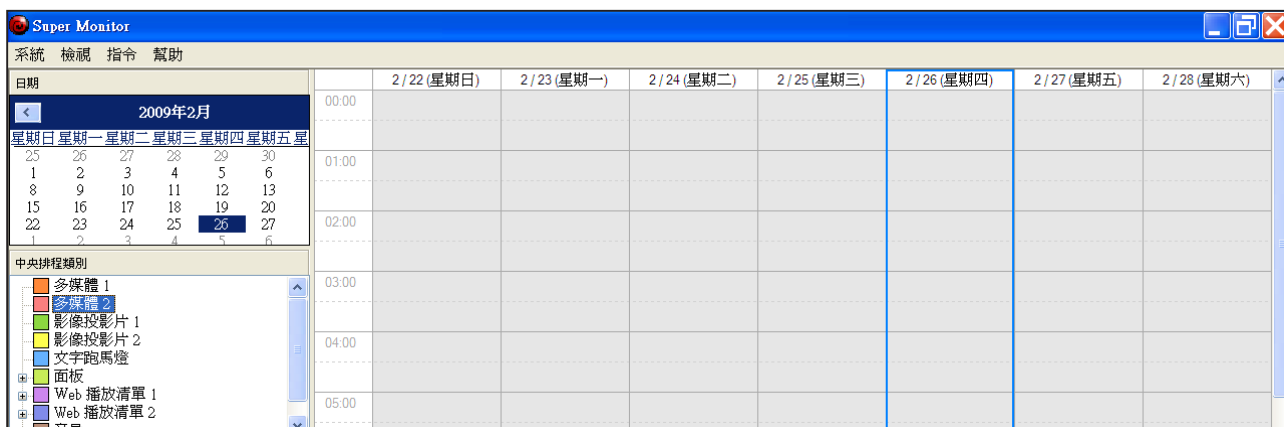 Super Monitor
系統 檢視 指令 幫助
日期
2009年2月
星期日 星期一 星期二 星期三 星期四 星期五 星
25 26 27 28 29 30
1 2 3 4 5 6
8 9 10 11 12 13
15 16 17 18 19 20
22 23 24 25 26 27
1 2 3 4 5 6
中央排程類別
多媒體 1
多媒體 2
影像投影片 1
影像投影片 2
文字跑馬燈
面板
Web 播放清單 1
Web 播放清單 2
2 / 22 (星期日) 2 / 23 (星期一) 2 / 24 (星期二) 2 / 25 (星期三) 2 / 26 (星期四) 2 / 27 (星期五) 2 / 28 (星期六)
00:00
01:00
02:00
03:00
04:00
05:00